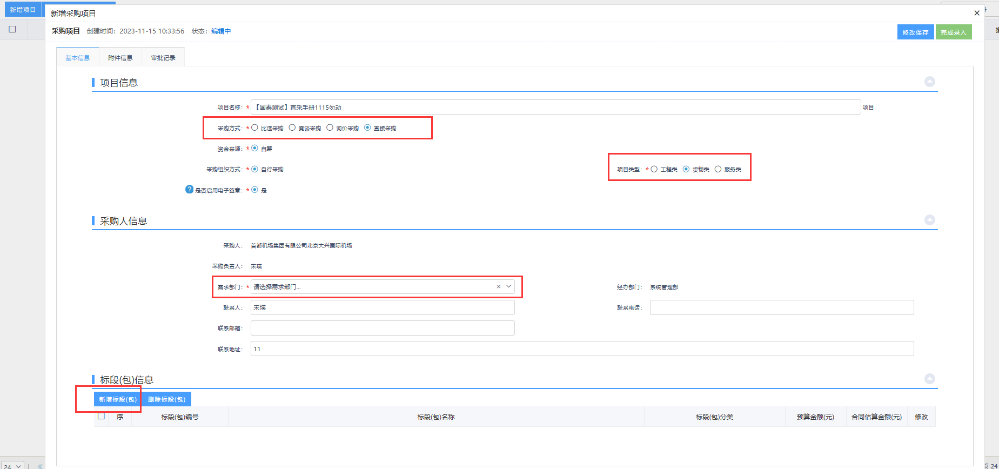 新增项目
新增采购项目
采购项目 创建时间：2023-11-15 10:33:56 状态：编辑中
修改保存 完成录入
基本信息 附件信息 审批记录
项目信息
项目名称：* 【国泰测试】直采手册1115勿动 项目
采购方式：* 比选采购 竞谈采购 询价采购 直接采购
资金来源：* 自筹
采购组织方式：* 自行采购 项目类型：* 工程类 货物类 服务类
? 是否启用电子签章：* 是
采购人信息
采购人： 首都机场集团有限公司北京大兴国际机场
采购负责人： 宋瑛
需求部门：* 请选择需求部门... 经办部门： 系统管理部
联系人： 宋瑛 联系电话：
联系邮箱：
联系地址： 11
标段(包)信息
新增标段(包) 删除标段(包)
序 标段(包)编号 标段(包)名称 标段(包)分类 预算金额(元) 合同估算金额(元) 修改
24 页 24